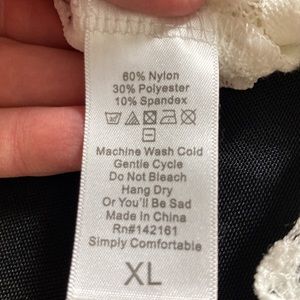 60% Nylon
30% Polyester
10% Spandex
Machine Wash Cold
Gentle Cycle
Do Not Bleach
Hang Dry
Or You'll Be Sad
Made in China
Rn#142161
Simply Comfortable
XL